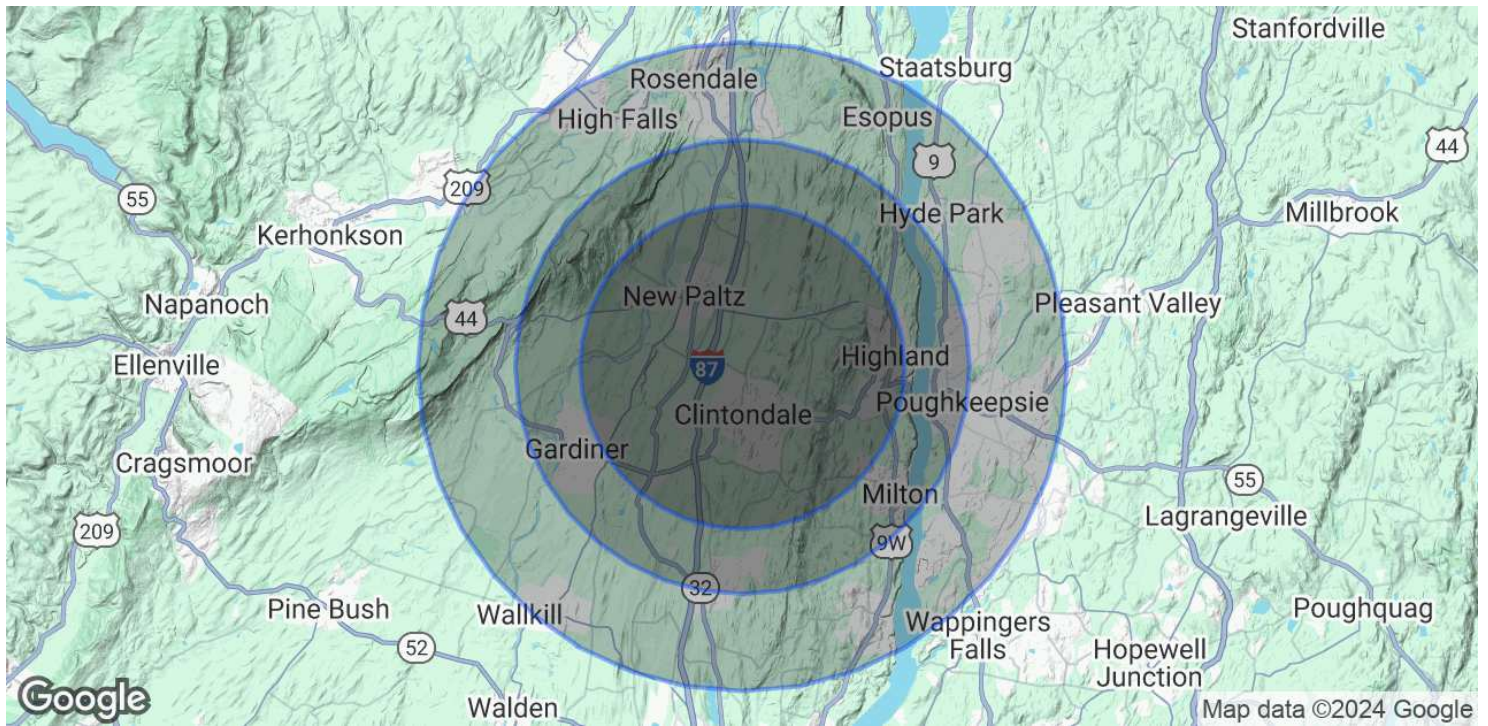 Stanfordville
Staatsburg
Rosendale
High Falls
Esopus
9
44
55
209
Hyde Park
Millbrook
Kerhonkson
Napanoch
New Paltz
Pleasant Valley
44
Ellenville
87
Highland
Clintondale
Poughkeepsie
Gardiner
Cragsmoor
Milton
55
Lagrangeville
209
9W
32
Pine Bush
Wallkill
Poughquag
Wappingers
Falls
52
Hopewell
Junction
Google
Walden
Map data ©2024 Google